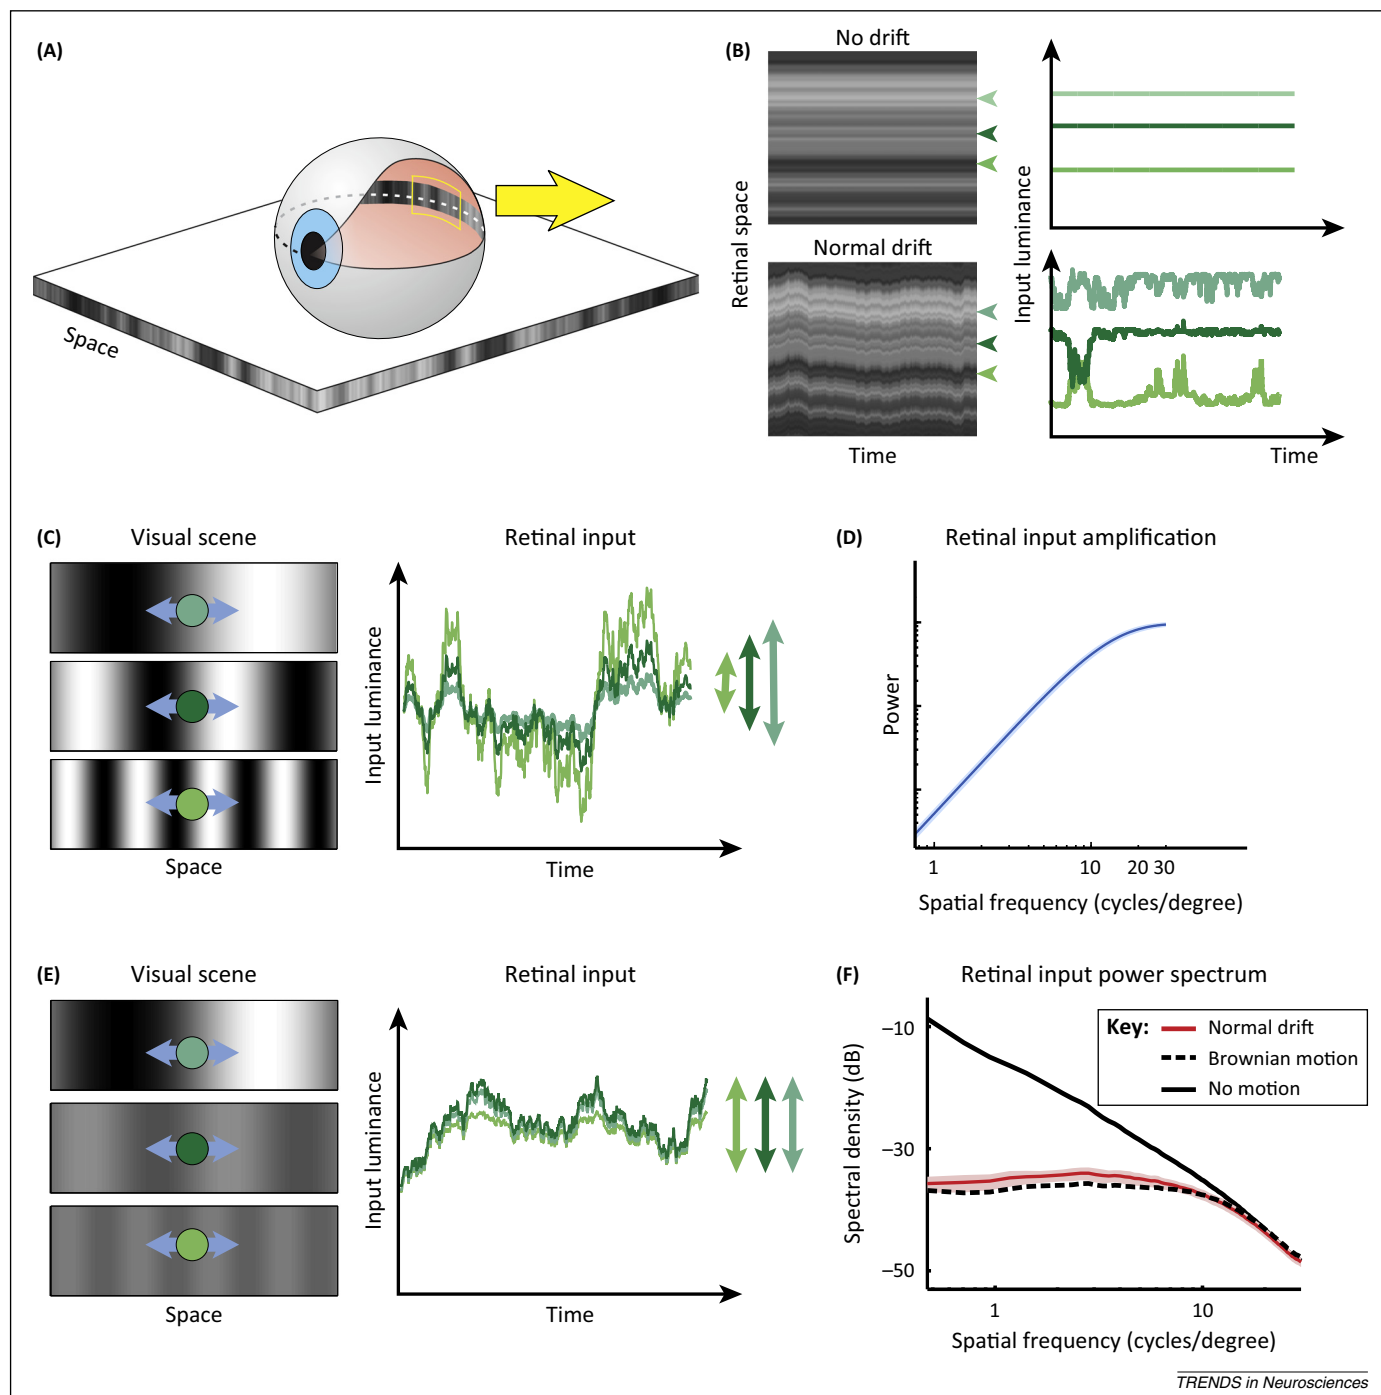 (A)
Space
(B)
No drift
Normal drift
Retinal space
Time
Input luminance
Time
(C)
Visual scene
Space
Retinal input
Input luminance
Time
(D)
Retinal input amplification
Power
1
10
20
30
Spatial frequency (cycles/degree)
(E)
Visual scene
Space
Retinal input
Input luminance
Time
(F)
Retinal input power spectrum
Key:
Normal drift
Brownian motion
No motion
Spectral density (dB)
–10
–30
–50
1
10
Spatial frequency (cycles/degree)
TRENDS in Neurosciences